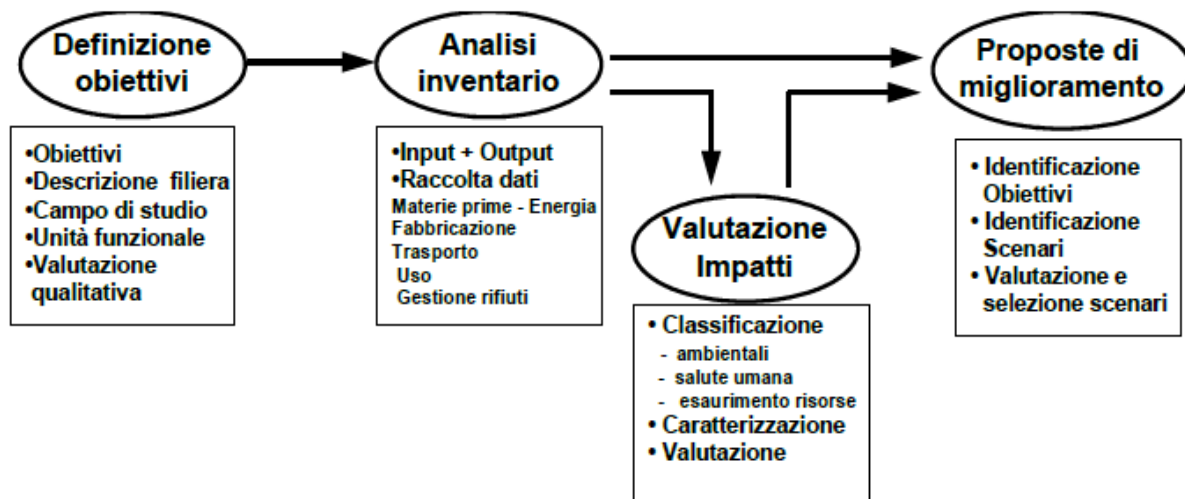 Definizione
obiettivi
•Obiettivi
•Descrizione filiera
•Campo di studio
•Unità funzionale
•Valutazione
qualitativa
Analisi
inventario
•Input + Output
•Raccolta dati
Materie prime - Energia
Fabbricazione
Trasporto
Uso
Gestione rifiuti
Valutazione
Impatti
• Classificazione
- ambientali
- salute umana
- esaurimento risorse
• Caratterizzazione
• Valutazione
Proposte di
miglioramento
• Identificazione
Obiettivi
• Identificazione
Scenari
• Valutazione e
selezione scenari